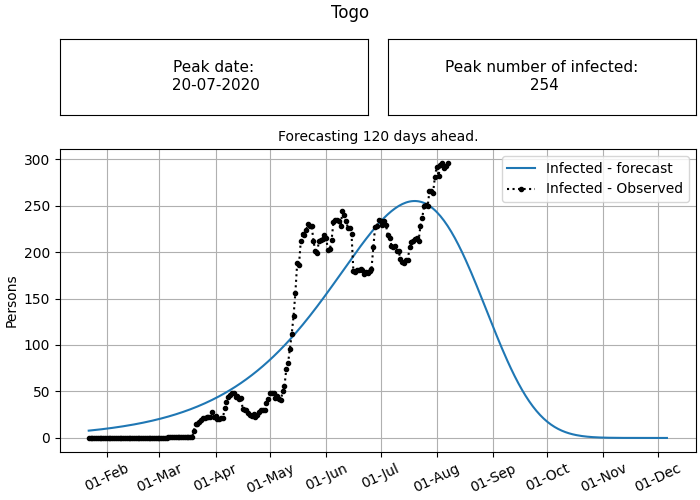 Togo
Peak date:
20-07-2020
Peak number of infected:
254
Forecasting 120 days ahead.
300
250
200
150
100
50
0
Persons
Infected - forecast
Infected - Observed
01-Feb
01-Mar
01-Apr
01-May
01-Jun
01-Jul
01-Aug
01-Sep
01-Oct
01-Nov
01-Dec